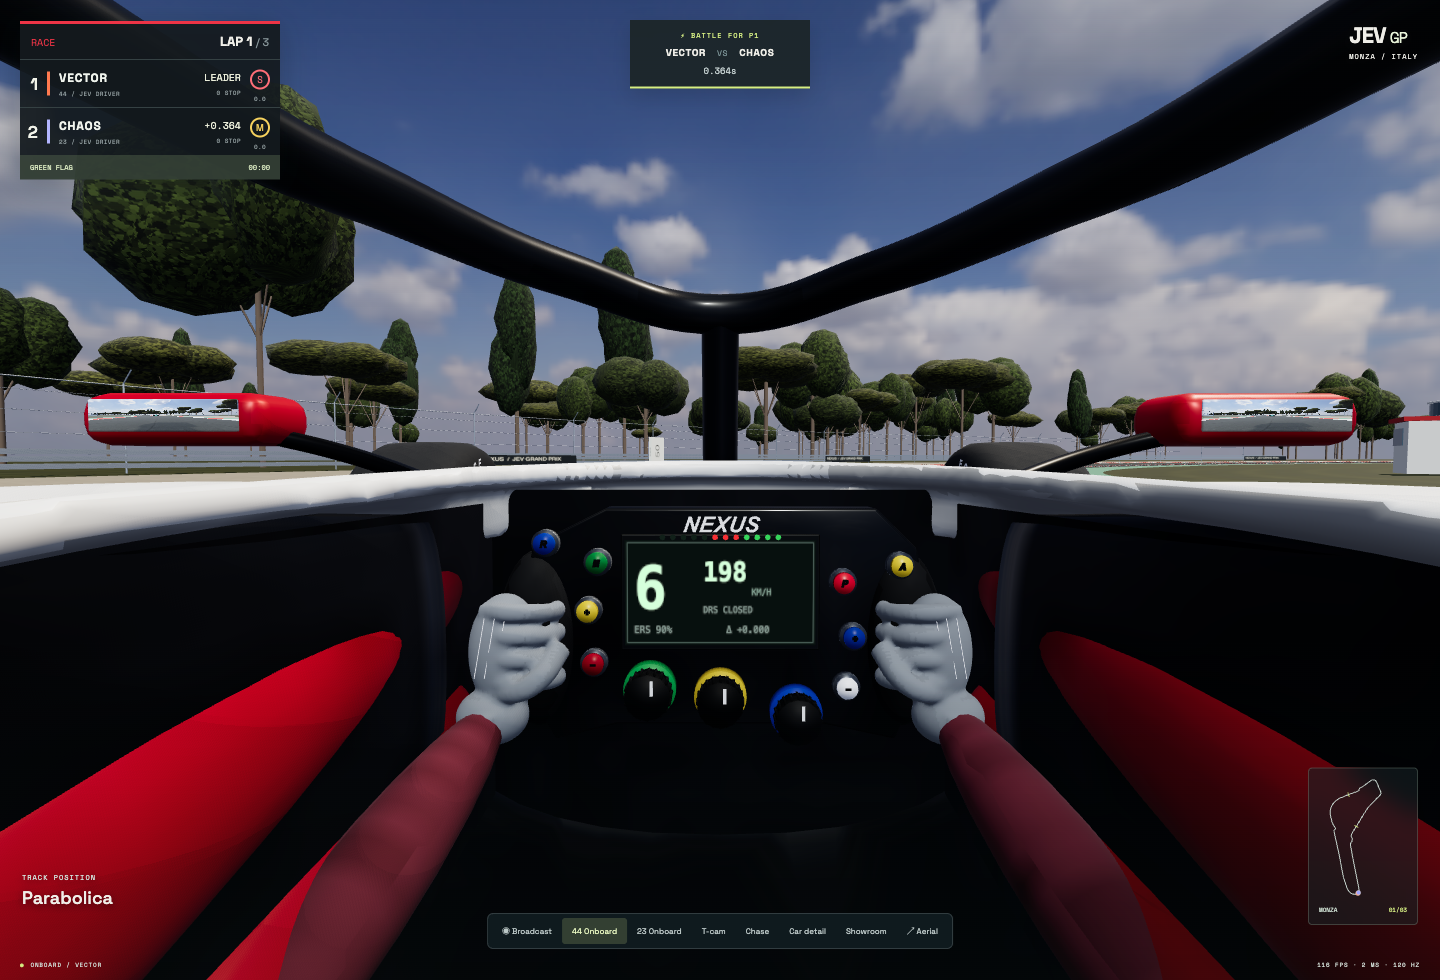 RACE
LAP 1 / 3
1 VECTOR LEADER S
44 / JEV DRIVER 0 STOP 0.0
2 CHAOS +0.364 M
23 / JEV DRIVER 0 STOP 0.0
GREEN FLAG 00:00
⚡ BATTLE FOR P1
VECTOR VS CHAOS
0.364s
JEV GP
MONZA / ITALY
XUS / JEV GRAND PRIX
NEXUS
6 198
KM/H
DRS CLOSED
ERS 90% Δ +0.000
R
P
A
TRACK POSITION
Parabolica
MONZA 01/03
Broadcast 44 Onboard 23 Onboard T-cam Chase Car detail Showroom Aerial
ONBOARD / VECTOR
116 FPS · 2 MS · 120 HZ